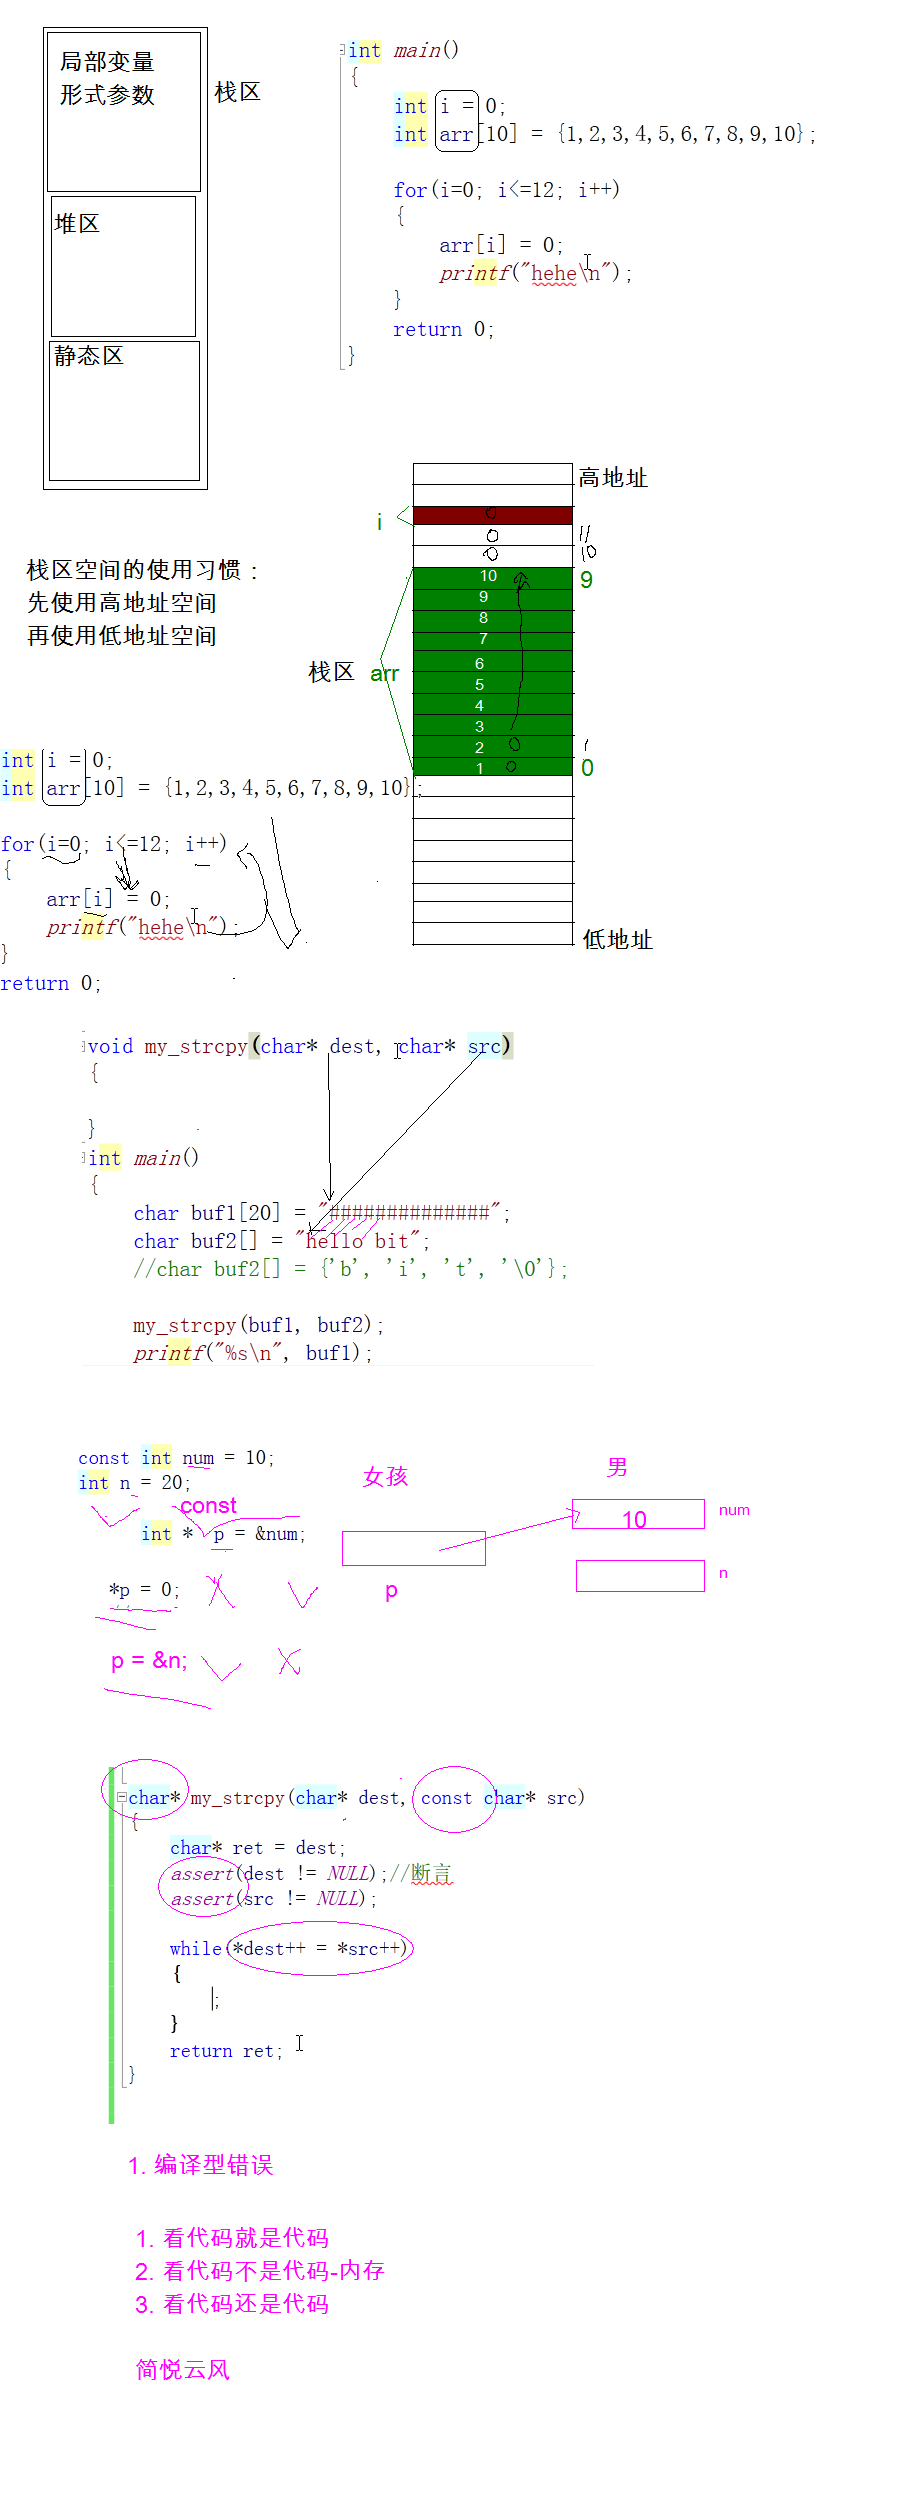 局部变量
形式参数
栈区
堆区
静态区
int main()
{
int i = 0;
int arr[10] = {1,2,3,4,5,6,7,8,9,10};
for(i=0; i<=12; i++)
{
arr[i] = 0;
printf("hehe\n");
}
return 0;
}
高地址
i
0
0 11
0 10
10 9
9
8
7
6
5
4
3
2 0 1
1 0 0
栈区 arr
低地址
栈区空间的使用习惯：
先使用高地址空间
再使用低地址空间
int i = 0;
int arr[10] = {1,2,3,4,5,6,7,8,9,10};
for(i=0; i<=12; i++)
{
arr[i] = 0;
printf("hehe\n");
}
return 0;
void my_strcpy(char* dest, char* src)
{
}
int main()
{
char buf1[20] = "##############";
char buf2[] = "hello bit";
//char buf2[] = {'b', 'i', 't', '\0'};
my_strcpy(buf1, buf2);
printf("%s\n", buf1);
const int num = 10;
int n = 20;
const
int * p = &num;
*p = 0;
p = &n;
女孩
男
10
num
p
n
char* my_strcpy(char* dest, const char* src)
{
char* ret = dest;
assert(dest != NULL);//断言
assert(src != NULL);
while(*dest++ = *src++)
{
;
}
return ret;
}
1. 编译型错误
1. 看代码就是代码
2. 看代码不是代码-内存
3. 看代码还是代码
简悦云风